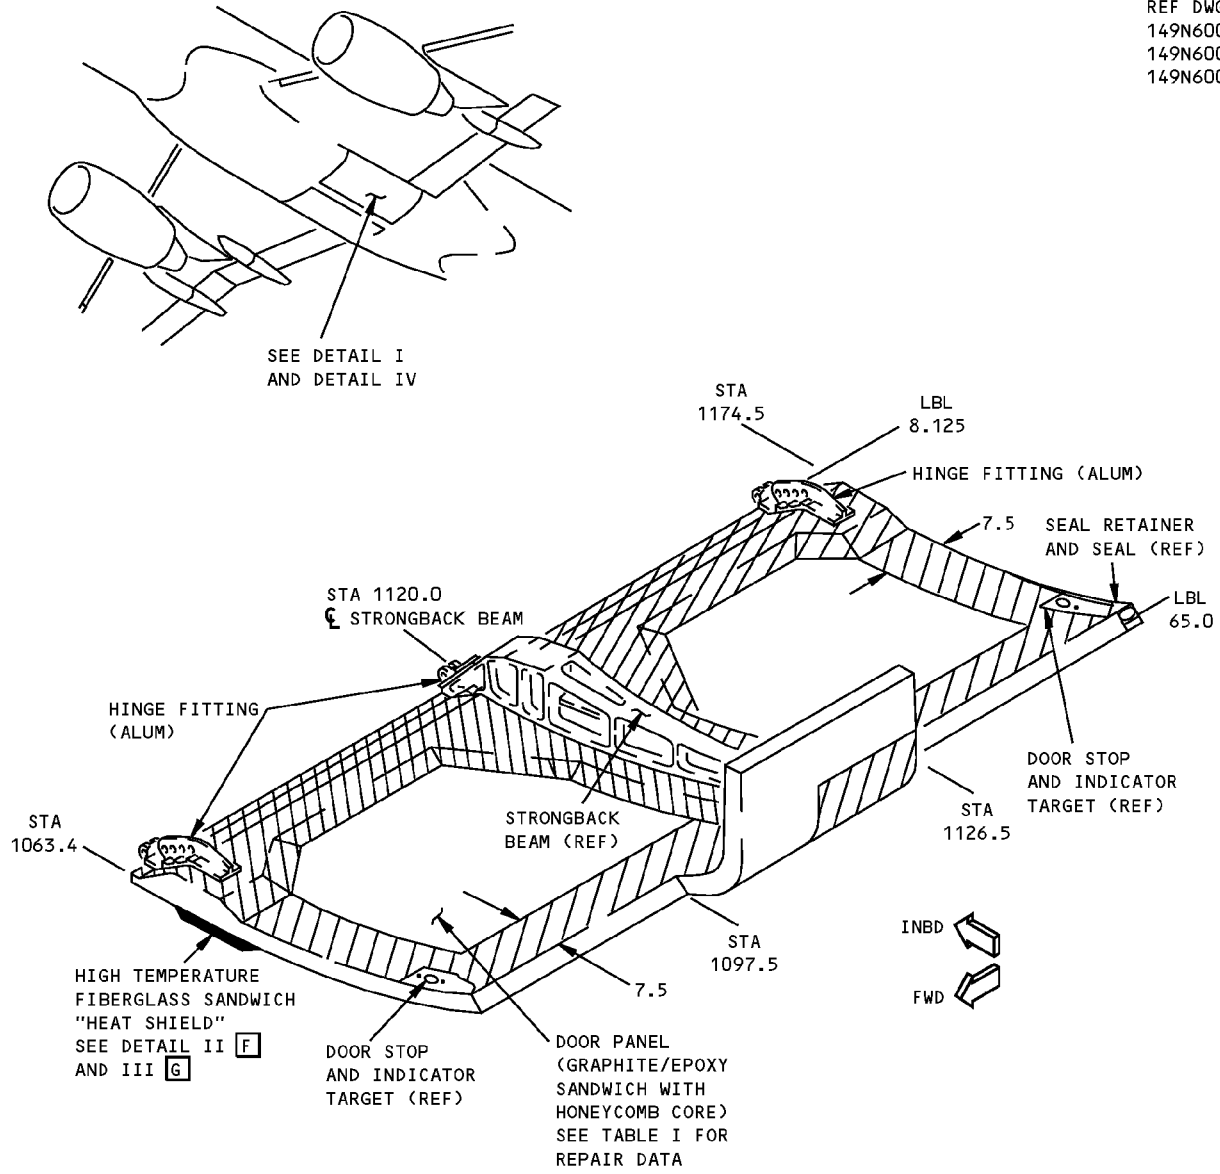 REF DWG
149N600
149N600
149N600
SEE DETAIL I
AND DETAIL IV
STA
1174.5
LBL
8.125
HINGE FITTING (ALUM)
7.5
SEAL RETAINER
AND SEAL (REF)
STA 1120.0
℄ STRONGBACK BEAM
LBL
65.0
HINGE FITTING
(ALUM)
DOOR STOP
AND INDICATOR
TARGET (REF)
STRONGBACK
BEAM (REF)
STA
1126.5
STA
1063.4
INBD
STA
1097.5
HIGH TEMPERATURE
FIBERGLASS SANDWICH
"HEAT SHIELD"
SEE DETAIL II F
AND III G
7.5
FWD
DOOR STOP
AND INDICATOR
TARGET (REF)
DOOR PANEL
(GRAPHITE/EPOXY
SANDWICH WITH
HONEYCOMB CORE)
SEE TABLE I FOR
REPAIR DATA